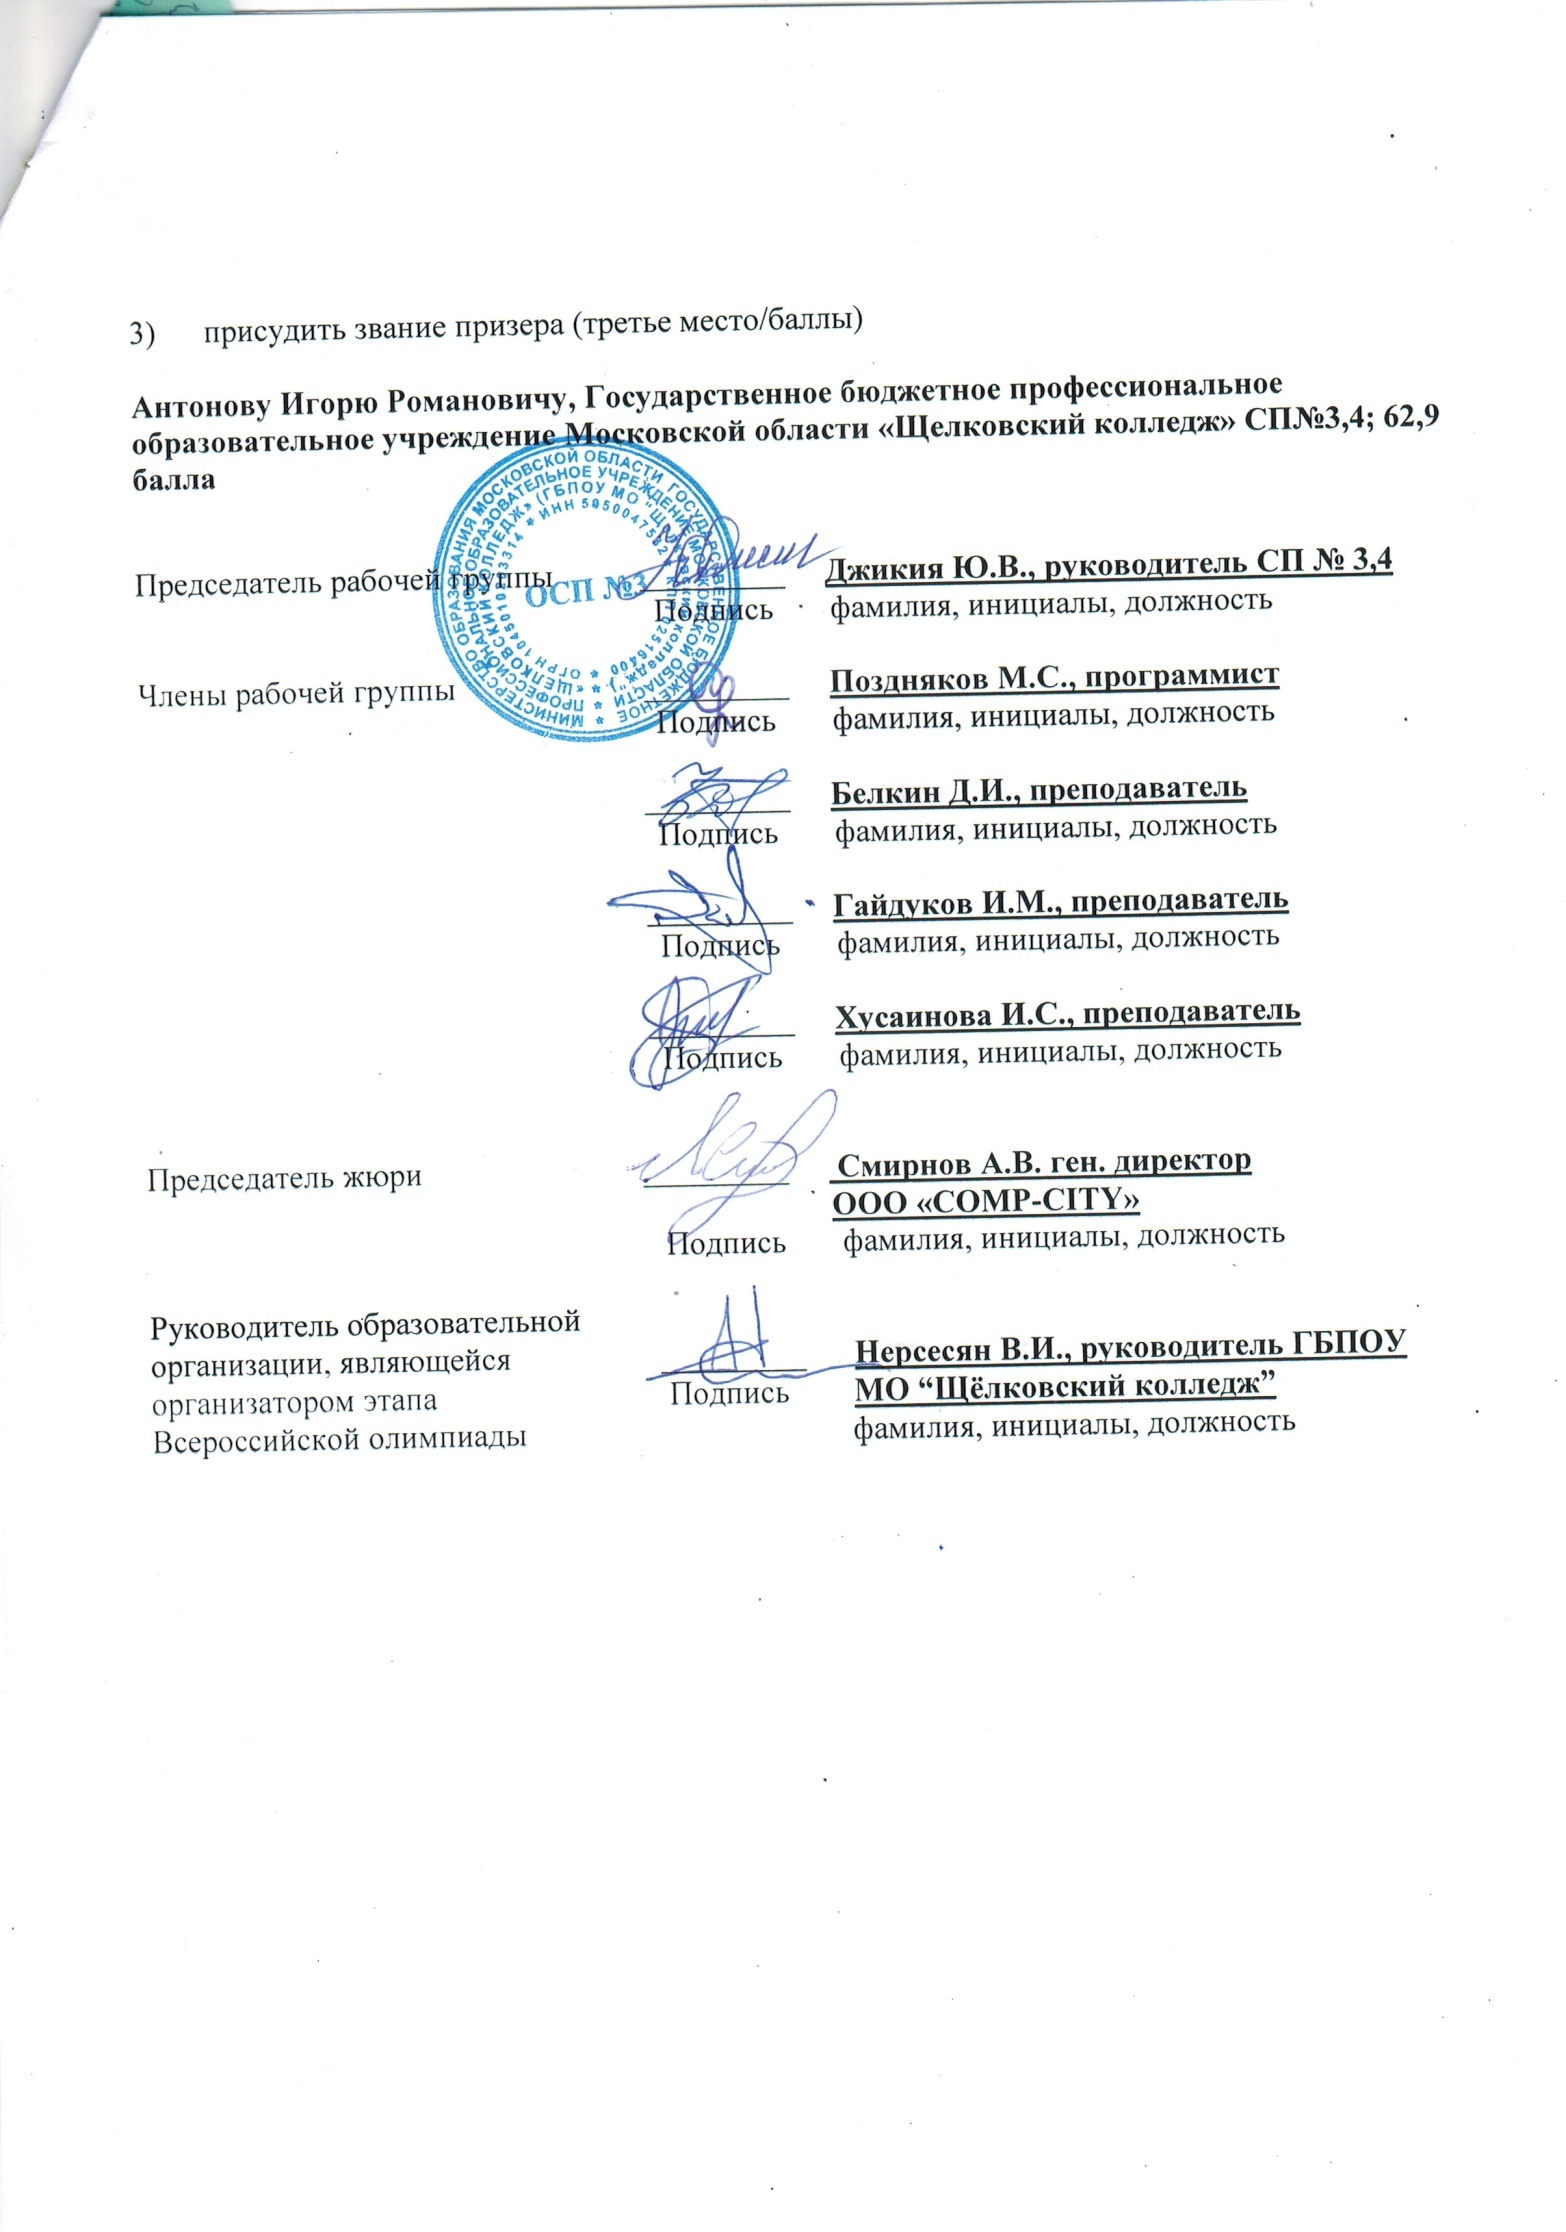 3) присудить звание призера (третье место/баллы)
Антонову Игорю Романовичу, Государственное бюджетное профессиональное
образовательное учреждение Московской области «Щелковский колледж» СП№3,4; 62,9
балла
Председатель рабочей группы Джикия Ю.В., руководитель СП № 3,4
Подпись фамилия, инициалы, должность
ОСП №3
Члены рабочей группы Поздняков М.С., программист
Подпись фамилия, инициалы, должность
Белкин Д.И., преподаватель
Подпись фамилия, инициалы, должность
Гайдуков И.М., преподаватель
Подпись фамилия, инициалы, должность
Хусаинова И.С., преподаватель
Подпись фамилия, инициалы, должность
Председатель жюри Смирнов А.В. ген. директор
ООО «COMP-CITY»
Подпись фамилия, инициалы, должность
Руководитель образовательной
организации, являющейся
организатором этапа
Всероссийской олимпиады
Нерсесян В.И., руководитель ГБПОУ
МО “Щёлковский колледж”
Подпись фамилия, инициалы, должность